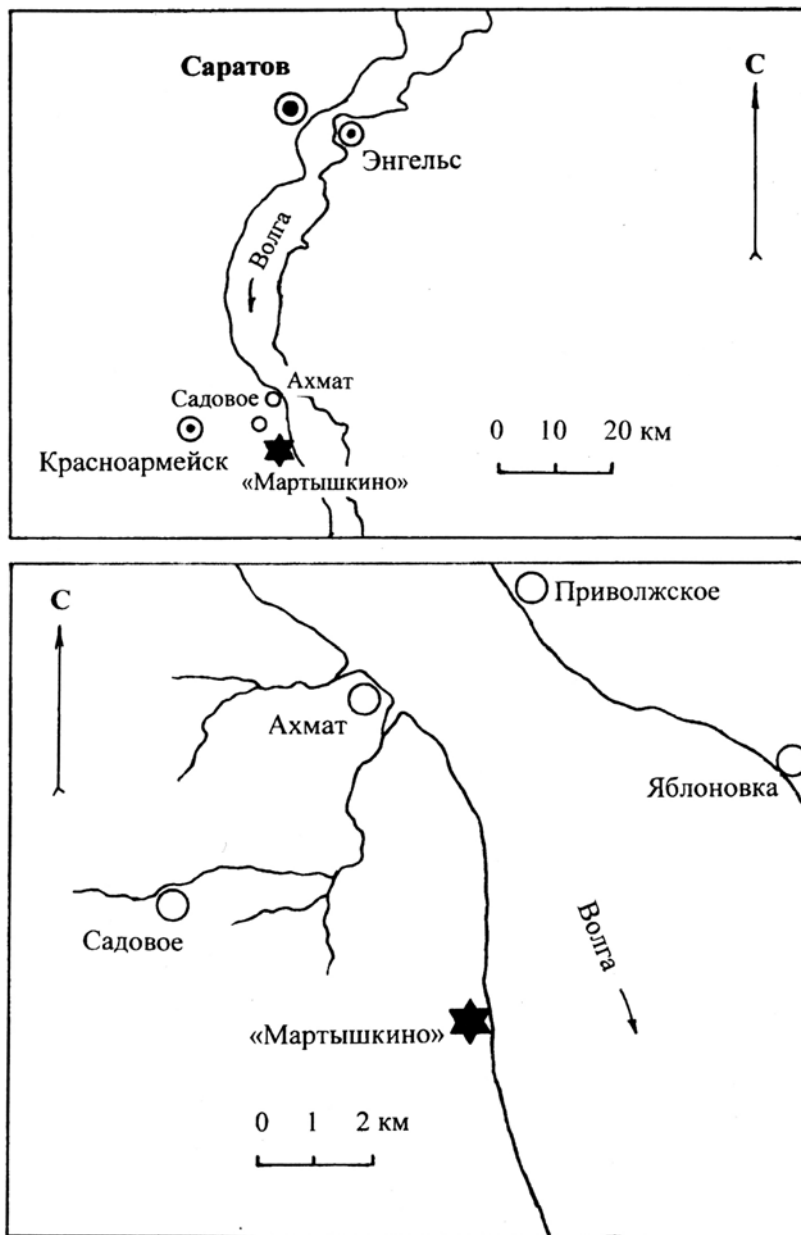 Саратов
С
Энгельс
Волга
Ахмат
Садовое
0 10 20 км
Красноармейск
«Мартышкино»
С
Приволжское
Ахмат
Яблоновка
Садовое
Волга
«Мартышкино»
0 1 2 км